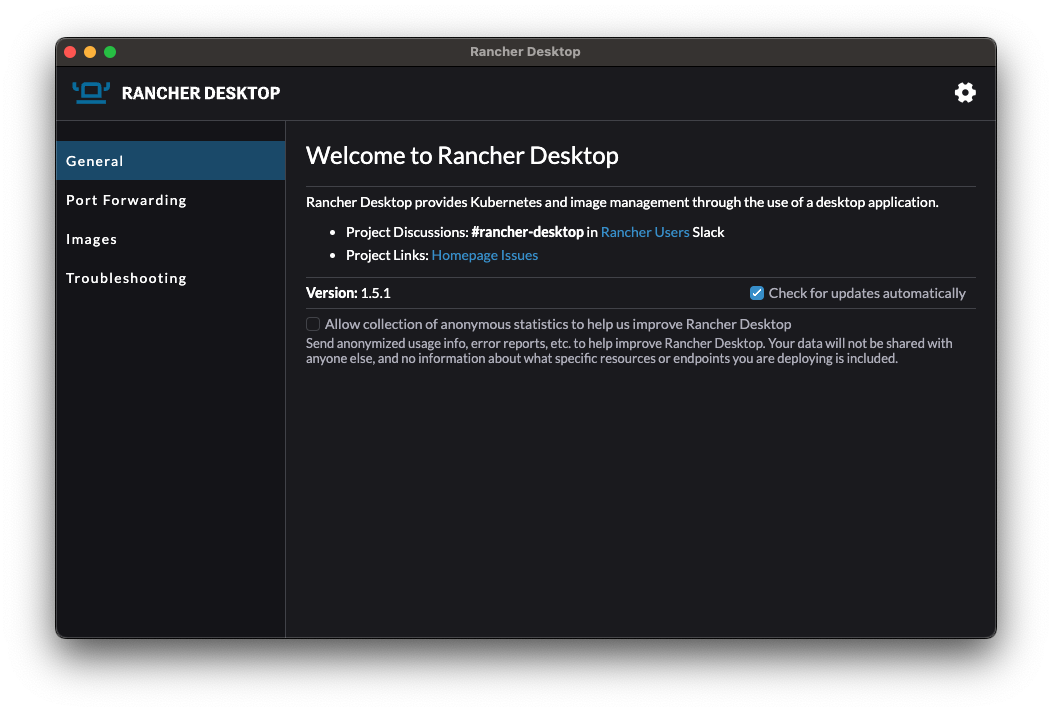 Rancher Desktop
RANCHER DESKTOP
General
Port Forwarding
Images
Troubleshooting
Welcome to Rancher Desktop
Rancher Desktop provides Kubernetes and image management through the use of a desktop application.
• Project Discussions: #rancher-desktop in Rancher Users Slack
• Project Links: Homepage Issues
Version: 1.5.1
Check for updates automatically
Allow collection of anonymous statistics to help us improve Rancher Desktop
Send anonymized usage info, error reports, etc. to help improve Rancher Desktop. Your data will not be shared with
anyone else, and no information about what specific resources or endpoints you are deploying is included.